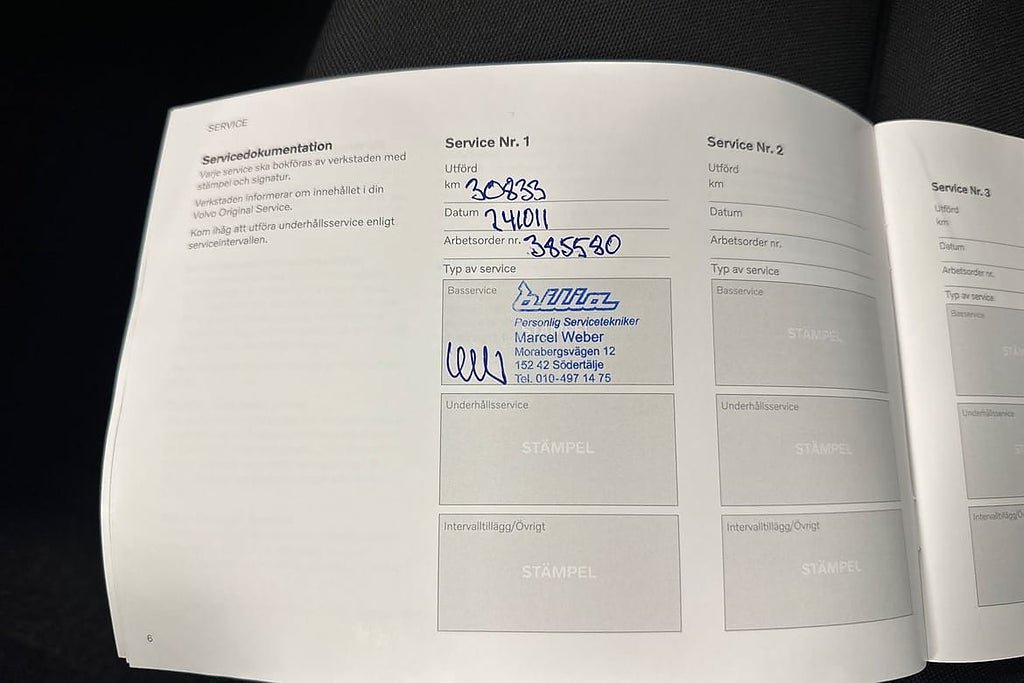 SERVICE
Servicedokumentation
Varje service ska bokföras av verkstaden med
stämpel och signatur.
Verkstaden informerar om innehållet i din
Volvo Original Service.
Kom ihåg att utföra underhållsservice enligt
serviceintervallen.
6
Service Nr. 1
Utförd
km 30833
Datum 241011
Arbetsorder nr. 385580
Typ av service
Basservice
bilia
Personlig Servicetekniker
Marcel Weber
Morabergsvägen 12
152 42 Södertälje
Tel. 010-497 14 75
Underhållsservice
STÄMPEL
Intervalltillägg/Övrigt
STÄMPEL
Service Nr. 2
Utförd
km
Datum
Arbetsorder nr.
Typ av service
Basservice
STÄMPEL
Underhållsservice
STÄMPEL
Intervalltillägg/Övrigt
STÄMPEL
Service Nr. 3
Utförd
km
Datum
Arbetsorder nr.
Typ av service
Basservice
STÄ
Underhållsservice
ST
Intervalltillägg/Ö